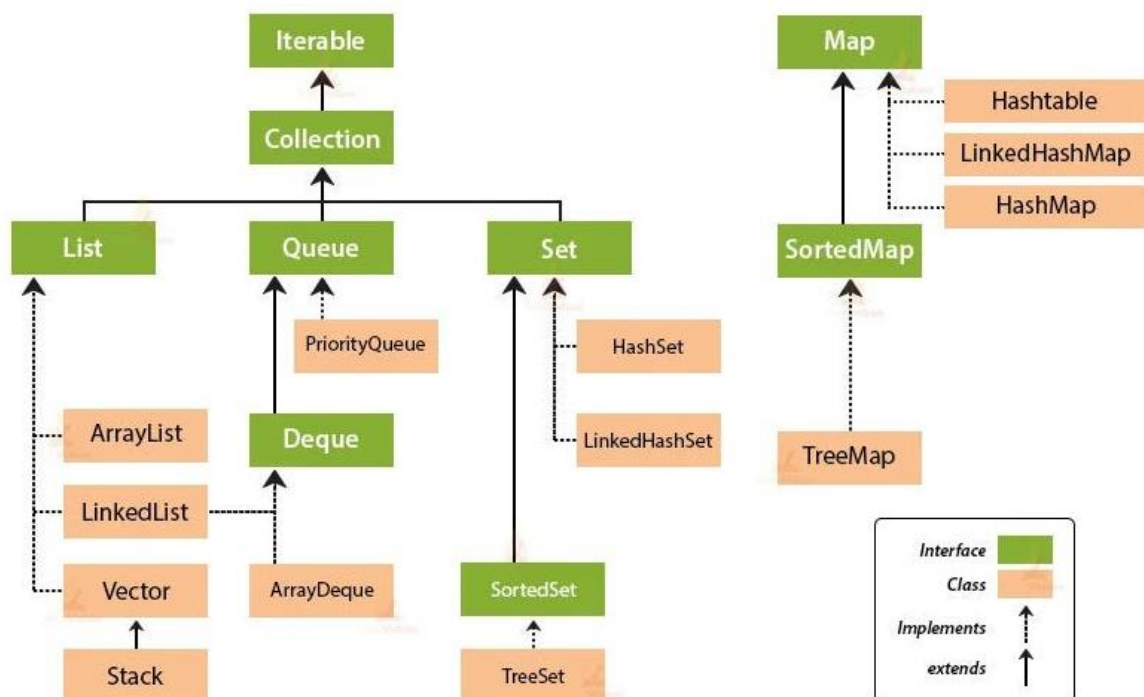 Iterable
Map
Collection
Hashtable
LinkedHashMap
HashMap
List
Queue
Set
SortedMap
PriorityQueue
HashSet
ArrayList
Deque
LinkedHashSet
TreeMap
LinkedList
Vector
ArrayDeque
SortedSet
Stack
TreeSet
Interface
Class
Implements
extends